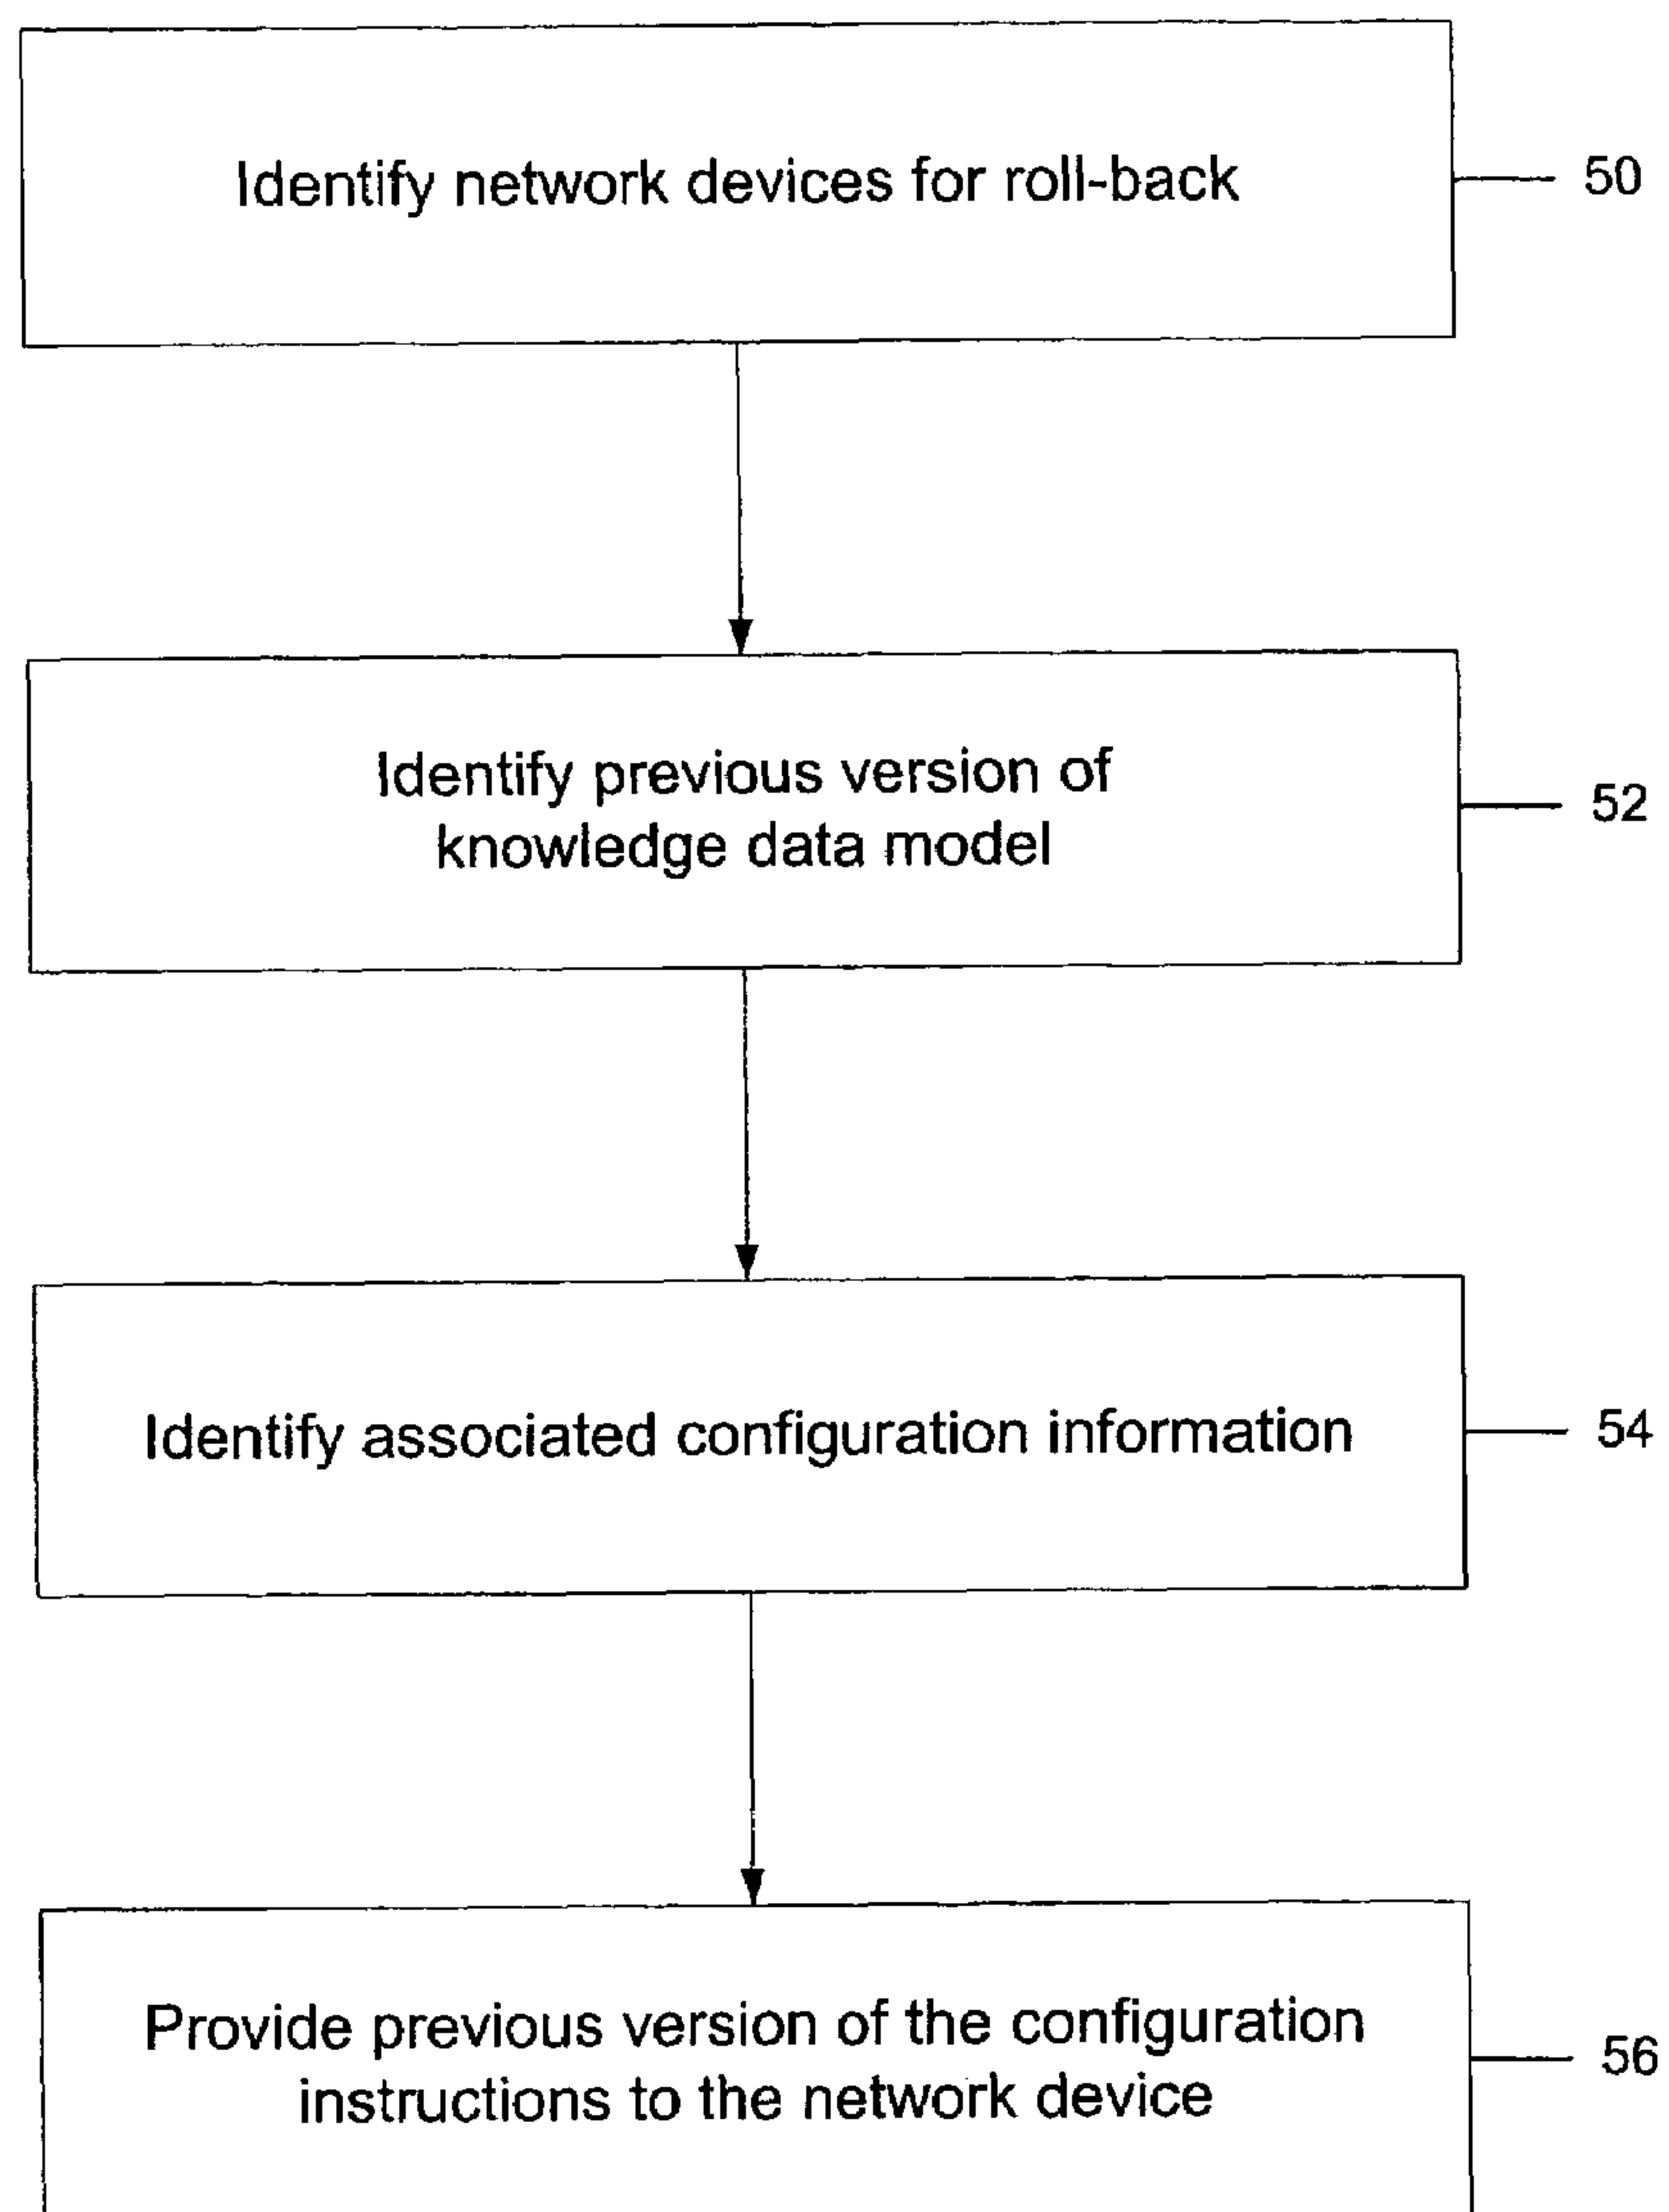 Identify network devices for roll-back
50
Identify previous version of
knowledge data model
52
Identify associated configuration information
54
Provide previous version of the configuration
instructions to the network device
56